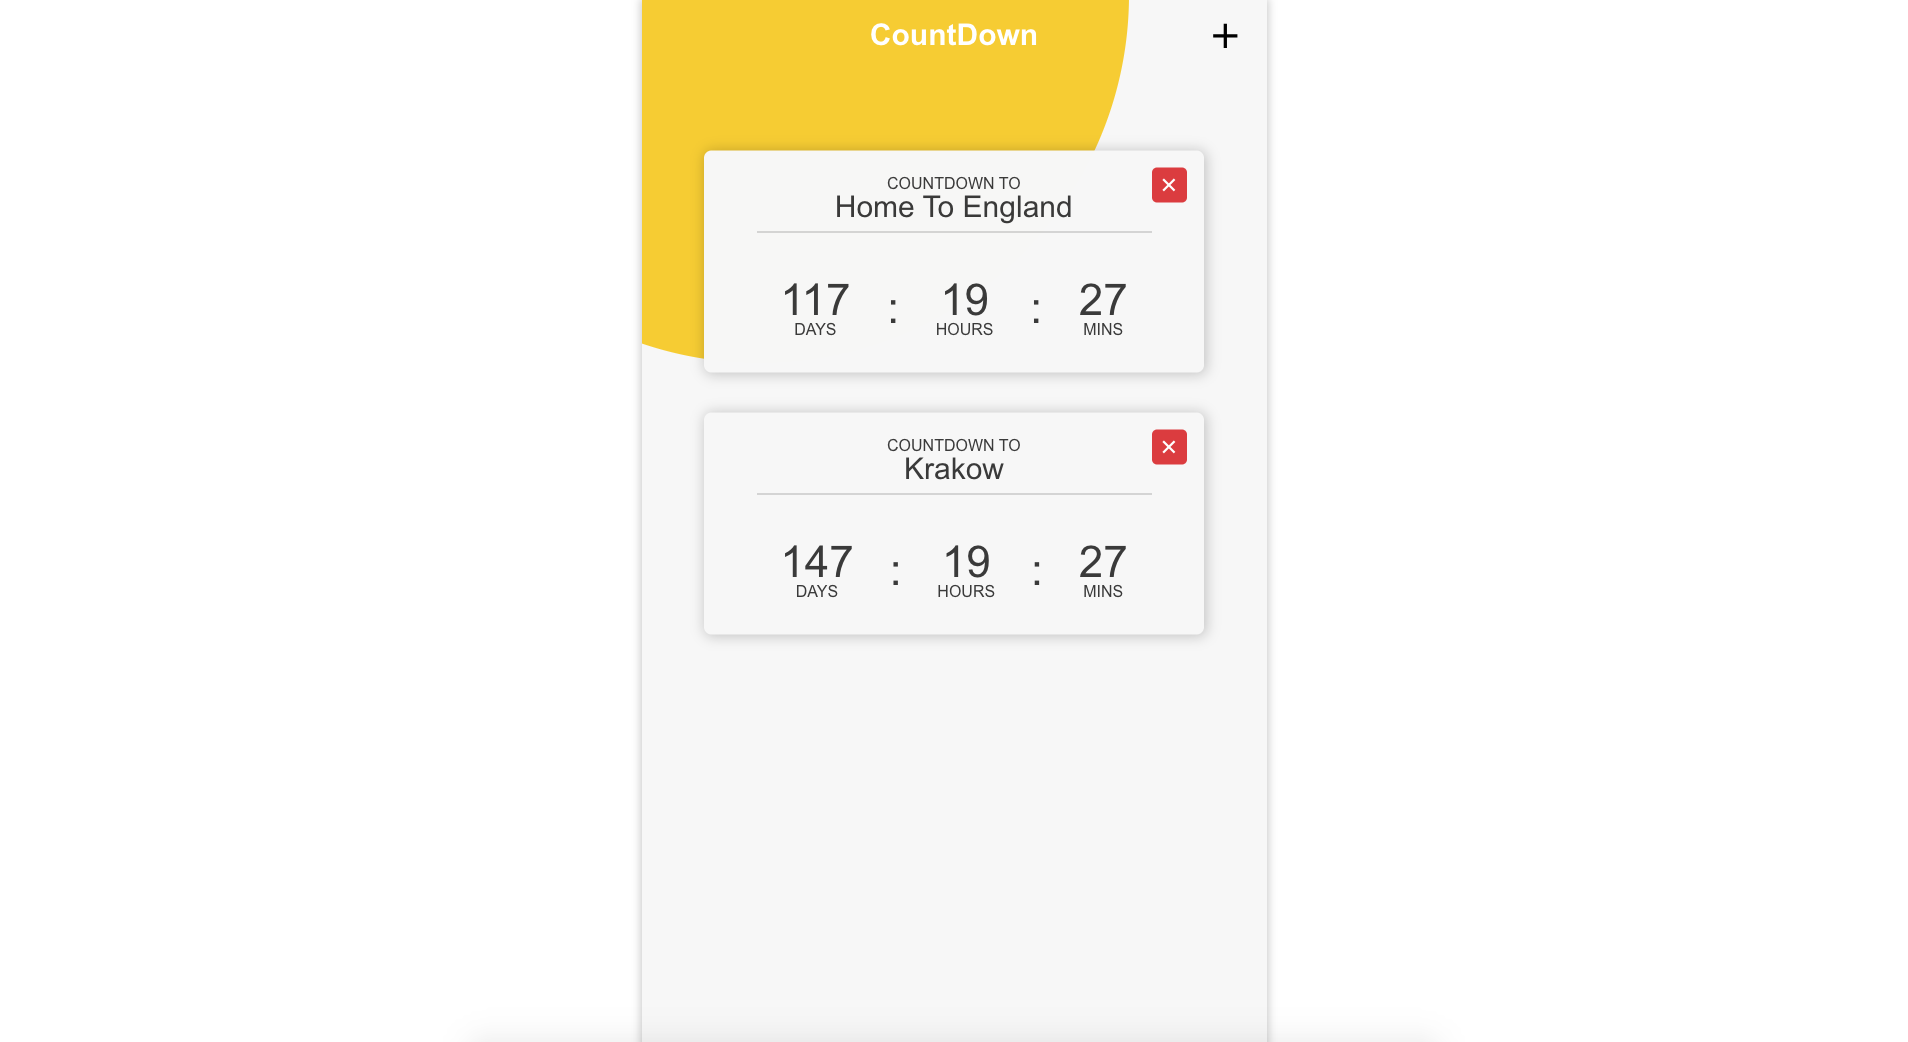 CountDown
COUNTDOWN TO
Home To England
117 : 19 : 27
DAYS HOURS MINS
COUNTDOWN TO
Krakow
147 : 19 : 27
DAYS HOURS MINS